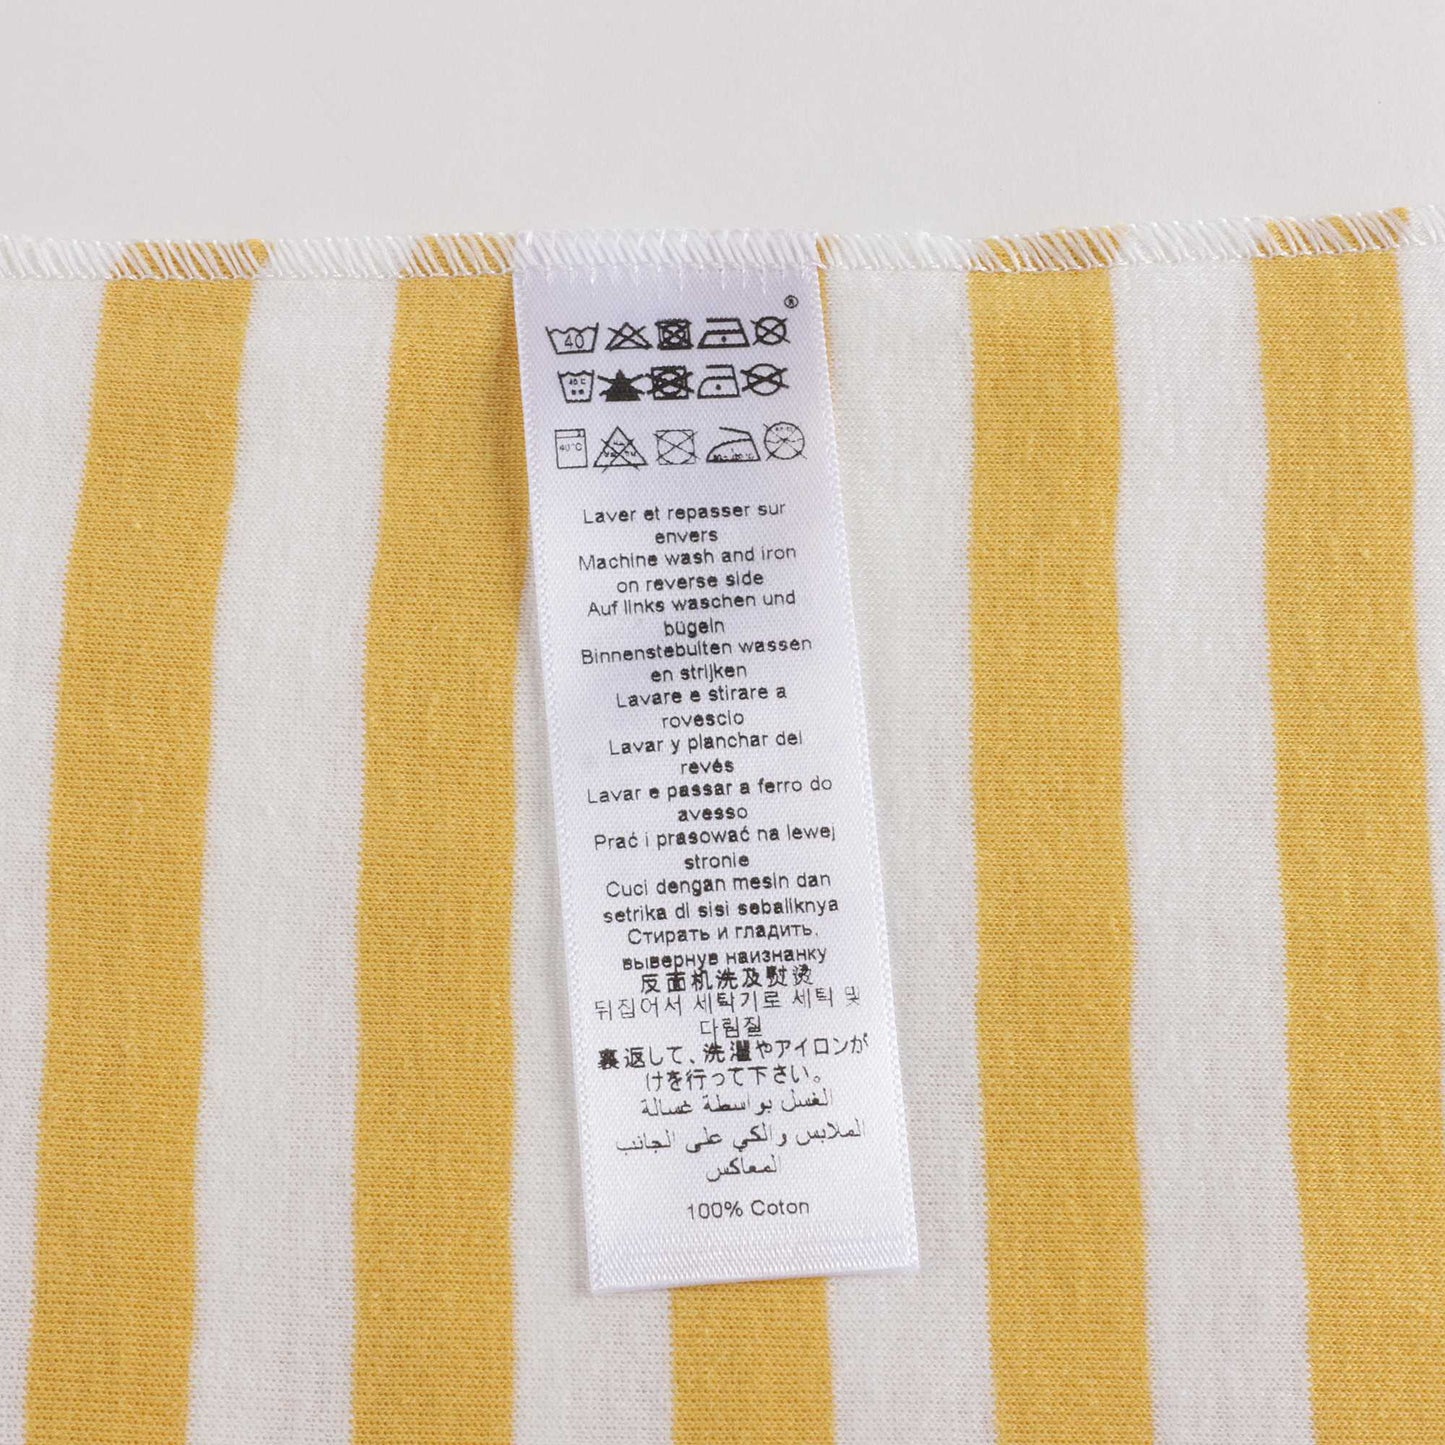 ®
40
40 C
40°C
Laver et repasser sur
envers
Machine wash and iron
on reverse side
Auf links waschen und
bügeln
Binnenstebuiten wassen
en strijken
Lavare e stirare a
rovescio
Lavar y planchar del
revés
Lavar e passar a ferro do
avesso
Prać i prasować na lewej
stronie
Cuci dengan mesin dan
setrika di sisi sebaliknya
Стирать и гладить,
вывернув наизнанку
反面机洗及熨烫
뒤집어서 세탁기로 세탁 및
다림질
裏返して、洗濯やアイロンが
けを行って下さい。
الغسل بواسطة غسالة
الملابس والكي على الجانب
المعاكس
100% Coton